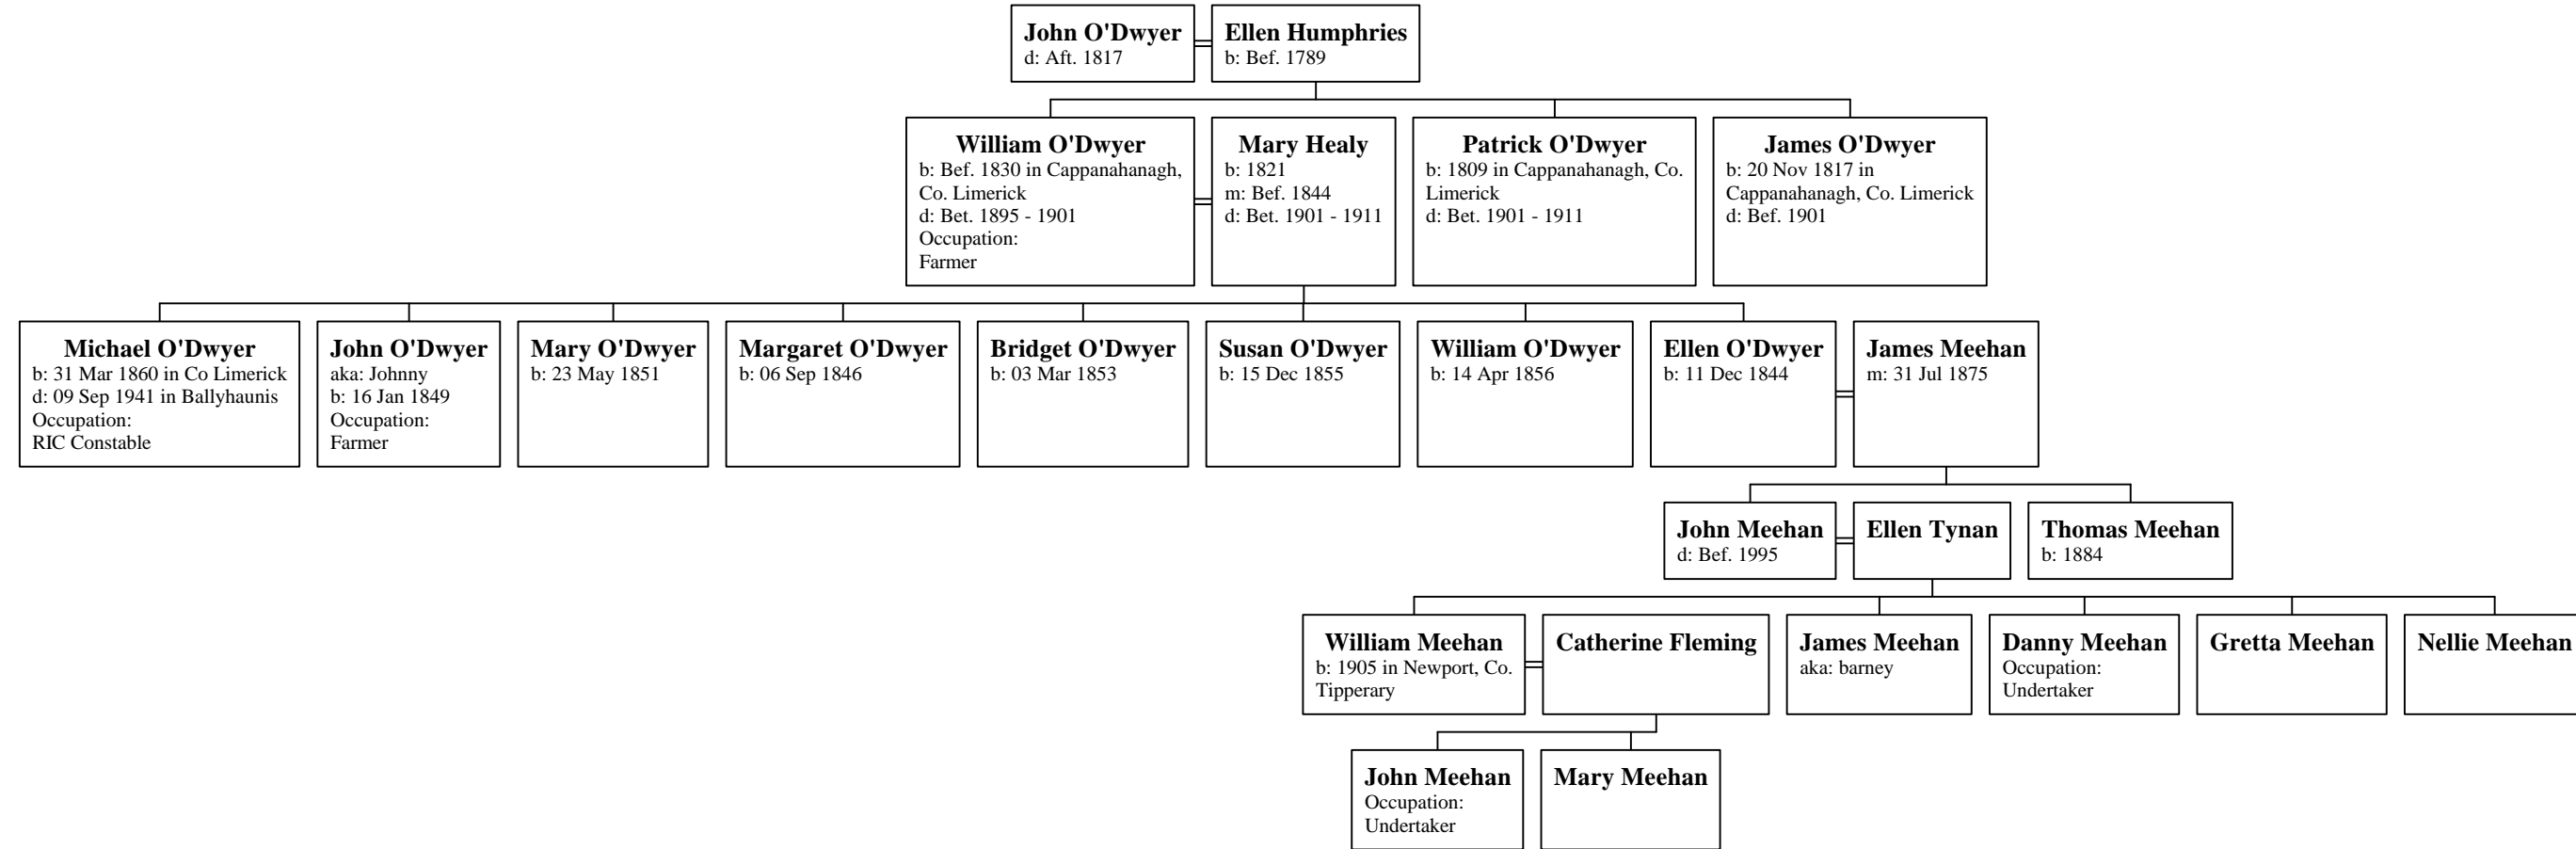 John O'Dwyer
d: Aft. 1817
Ellen Humphries
b: Bef. 1789
William O'Dwyer
b: Bef. 1830 in Cappanahanagh,
Co. Limerick
d: Bet. 1895 - 1901
Occupation:
Farmer
Mary Healy
b: 1821
m: Bef. 1844
d: Bet. 1901 - 1911
Patrick O'Dwyer
b: 1809 in Cappanahanagh, Co.
Limerick
d: Bet. 1901 - 1911
James O'Dwyer
b: 20 Nov 1817 in
Cappanahanagh, Co. Limerick
d: Bef. 1901
Michael O'Dwyer
b: 31 Mar 1860 in Co Limerick
d: 09 Sep 1941 in Ballyhaunis
Occupation:
RIC Constable
John O'Dwyer
aka: Johnny
b: 16 Jan 1849
Occupation:
Farmer
Mary O'Dwyer
b: 23 May 1851
Margaret O'Dwyer
b: 06 Sep 1846
Bridget O'Dwyer
b: 03 Mar 1853
Susan O'Dwyer
b: 15 Dec 1855
William O'Dwyer
b: 14 Apr 1856
Ellen O'Dwyer
b: 11 Dec 1844
James Meehan
m: 31 Jul 1875
John Meehan
d: Bef. 1995
Ellen Tynan
Thomas Meehan
b: 1884
William Meehan
b: 1905 in Newport, Co.
Tipperary
Catherine Fleming
James Meehan
aka: barney
Danny Meehan
Occupation:
Undertaker
Gretta Meehan
Nellie Meehan
John Meehan
Occupation:
Undertaker
Mary Meehan